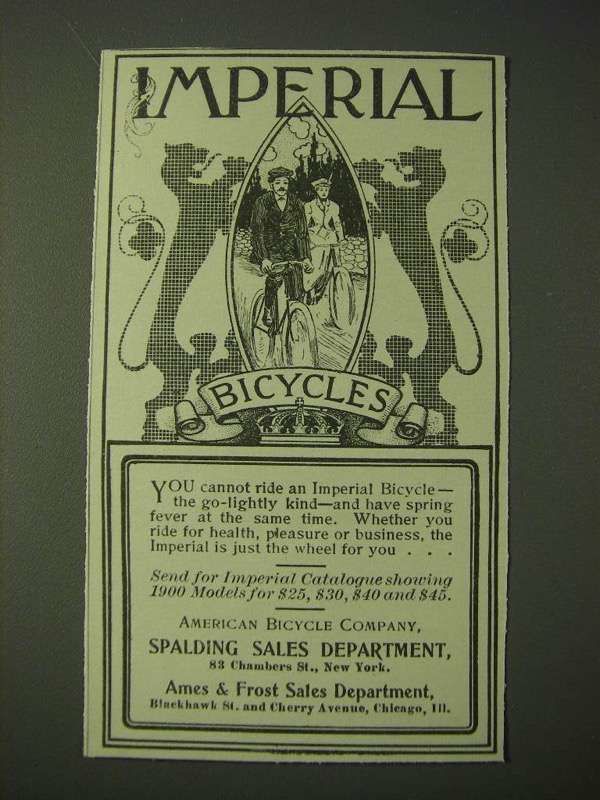 IMPERIAL
BICYCLES
YOU cannot ride an Imperial Bicycle—
the go-lightly kind—and have spring
fever at the same time. Whether you
ride for health, pleasure or business, the
Imperial is just the wheel for you . . .
Send for Imperial Catalogue showing
1900 Models for $25, $30, $40 and $45.
AMERICAN BICYCLE COMPANY,
SPALDING SALES DEPARTMENT,
83 Chambers St., New York.
Ames & Frost Sales Department,
Blackhawk St. and Cherry Avenue, Chicago, Ill.